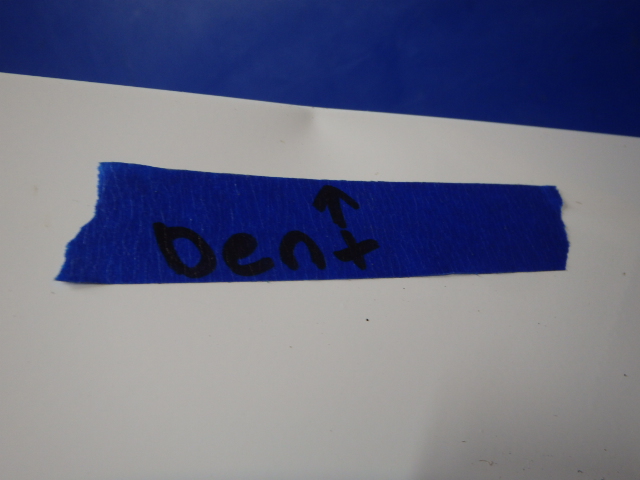 Dent ↑